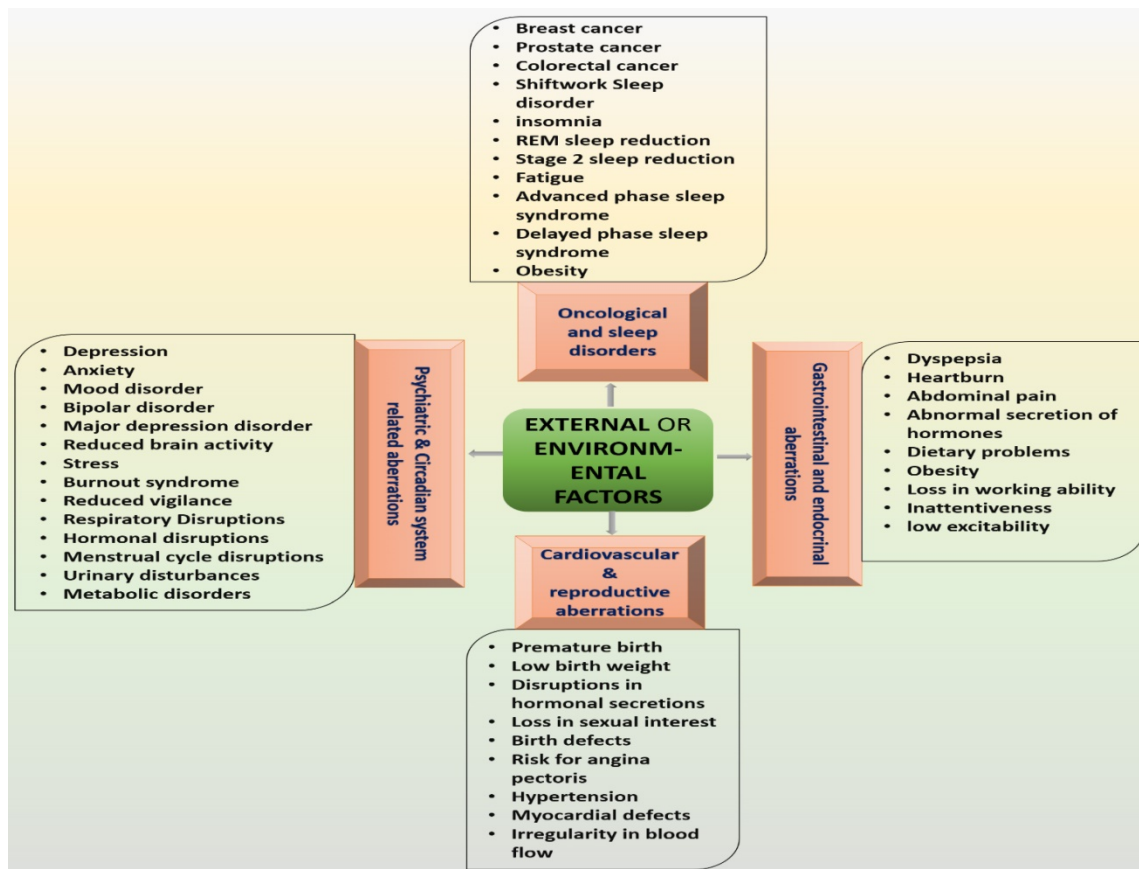 • Breast cancer
• Prostate cancer
• Colorectal cancer
• Shiftwork Sleep
disorder
• insomnia
• REM sleep reduction
• Stage 2 sleep reduction
• Fatigue
• Advanced phase sleep
syndrome
• Delayed phase sleep
syndrome
• Obesity
Oncological
and sleep
disorders
• Depression
• Anxiety
• Mood disorder
• Bipolar disorder
• Major depression disorder
• Reduced brain activity
• Stress
• Burnout syndrome
• Reduced vigilance
• Respiratory Disruptions
• Hormonal disruptions
• Menstrual cycle disruptions
• Urinary disturbances
• Metabolic disorders
Psychiatric & Circadian system
related aberrations
EXTERNAL OR
ENVIRONM-
ENTAL
FACTORS
Gastrointestinal and endocrinal
aberrations
• Dyspepsia
• Heartburn
• Abdominal pain
• Abnormal secretion of
hormones
• Dietary problems
• Obesity
• Loss in working ability
• Inattentiveness
• low excitability
Cardiovascular
&
reproductive
aberrations
• Premature birth
• Low birth weight
• Disruptions in
hormonal secretions
• Loss in sexual interest
• Birth defects
• Risk for angina
pectoris
• Hypertension
• Myocardial defects
• Irregularity in blood
flow